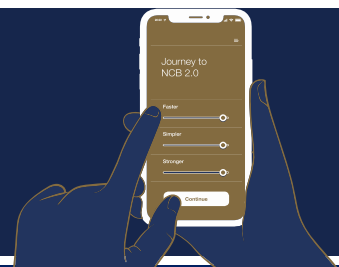 Journey to
NCB 2.0
Faster
Simpler
Stronger
Continue